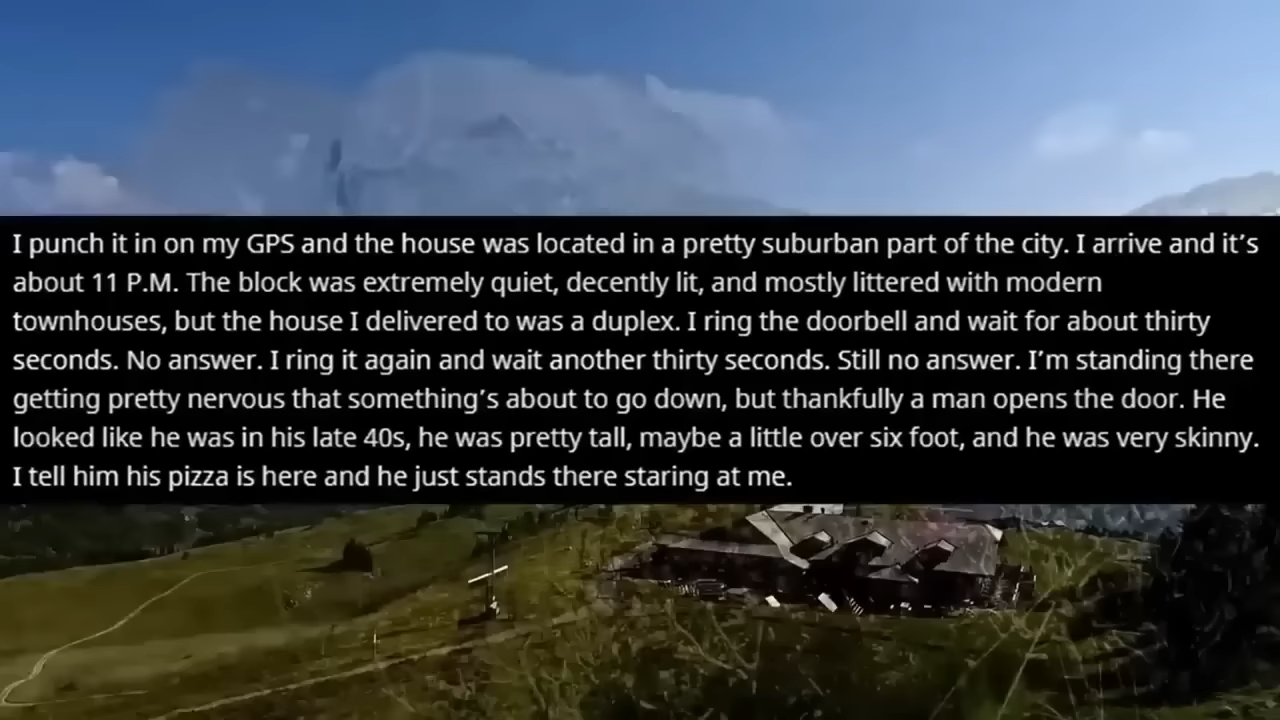 I punch it in on my GPS and the house was located in a pretty suburban part of the city. I arrive and it’s
about 11 P.M. The block was extremely quiet, decently lit, and mostly littered with modern
townhouses, but the house I delivered to was a duplex. I ring the doorbell and wait for about thirty
seconds. No answer. I ring it again and wait another thirty seconds. Still no answer. I’m standing there
getting pretty nervous that something’s about to go down, but thankfully a man opens the door. He
looked like he was in his late 40s, he was pretty tall, maybe a little over six foot, and he was very skinny.
I tell him his pizza is here and he just stands there staring at me.